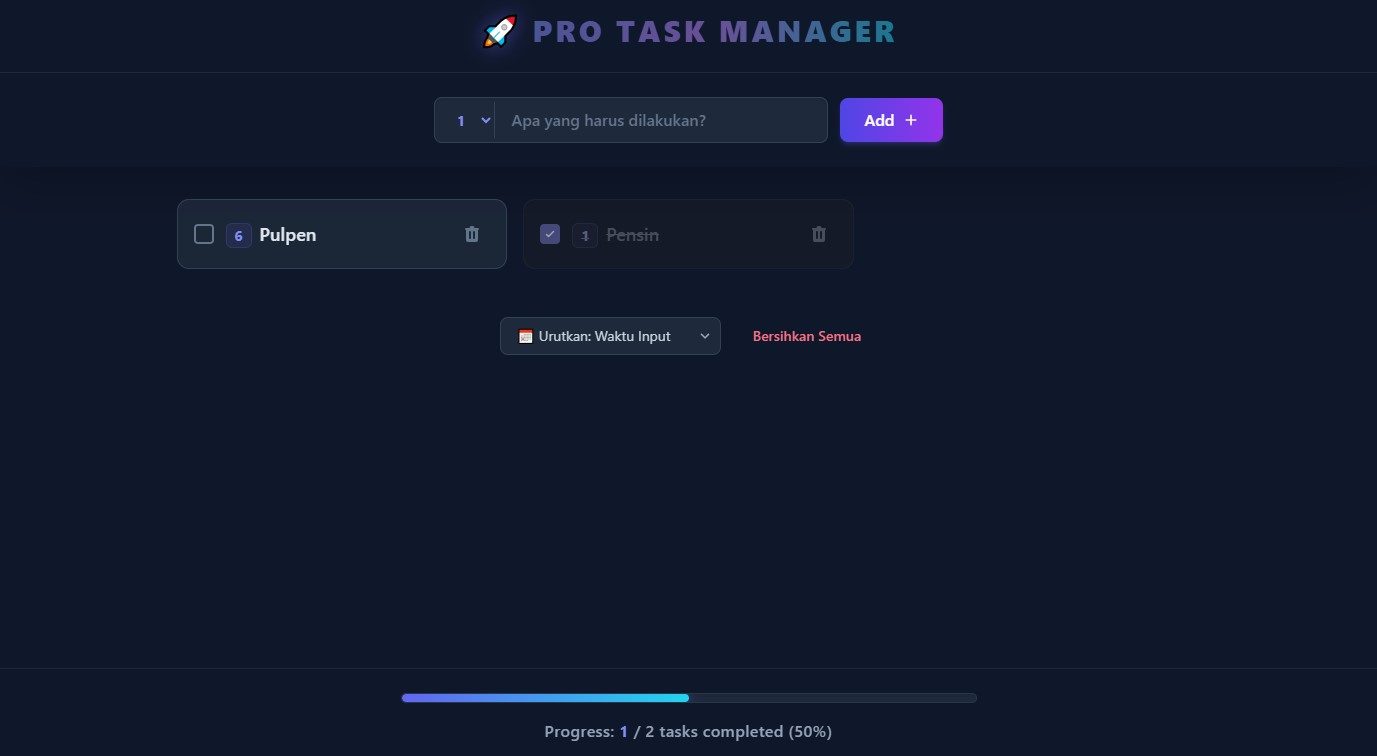 PRO TASK MANAGER
1 Apa yang harus dilakukan? Add +
6 Pulpen 1 Pensin
Urutkan: Waktu Input Bersihkan Semua
Progress: 1 / 2 tasks completed (50%)